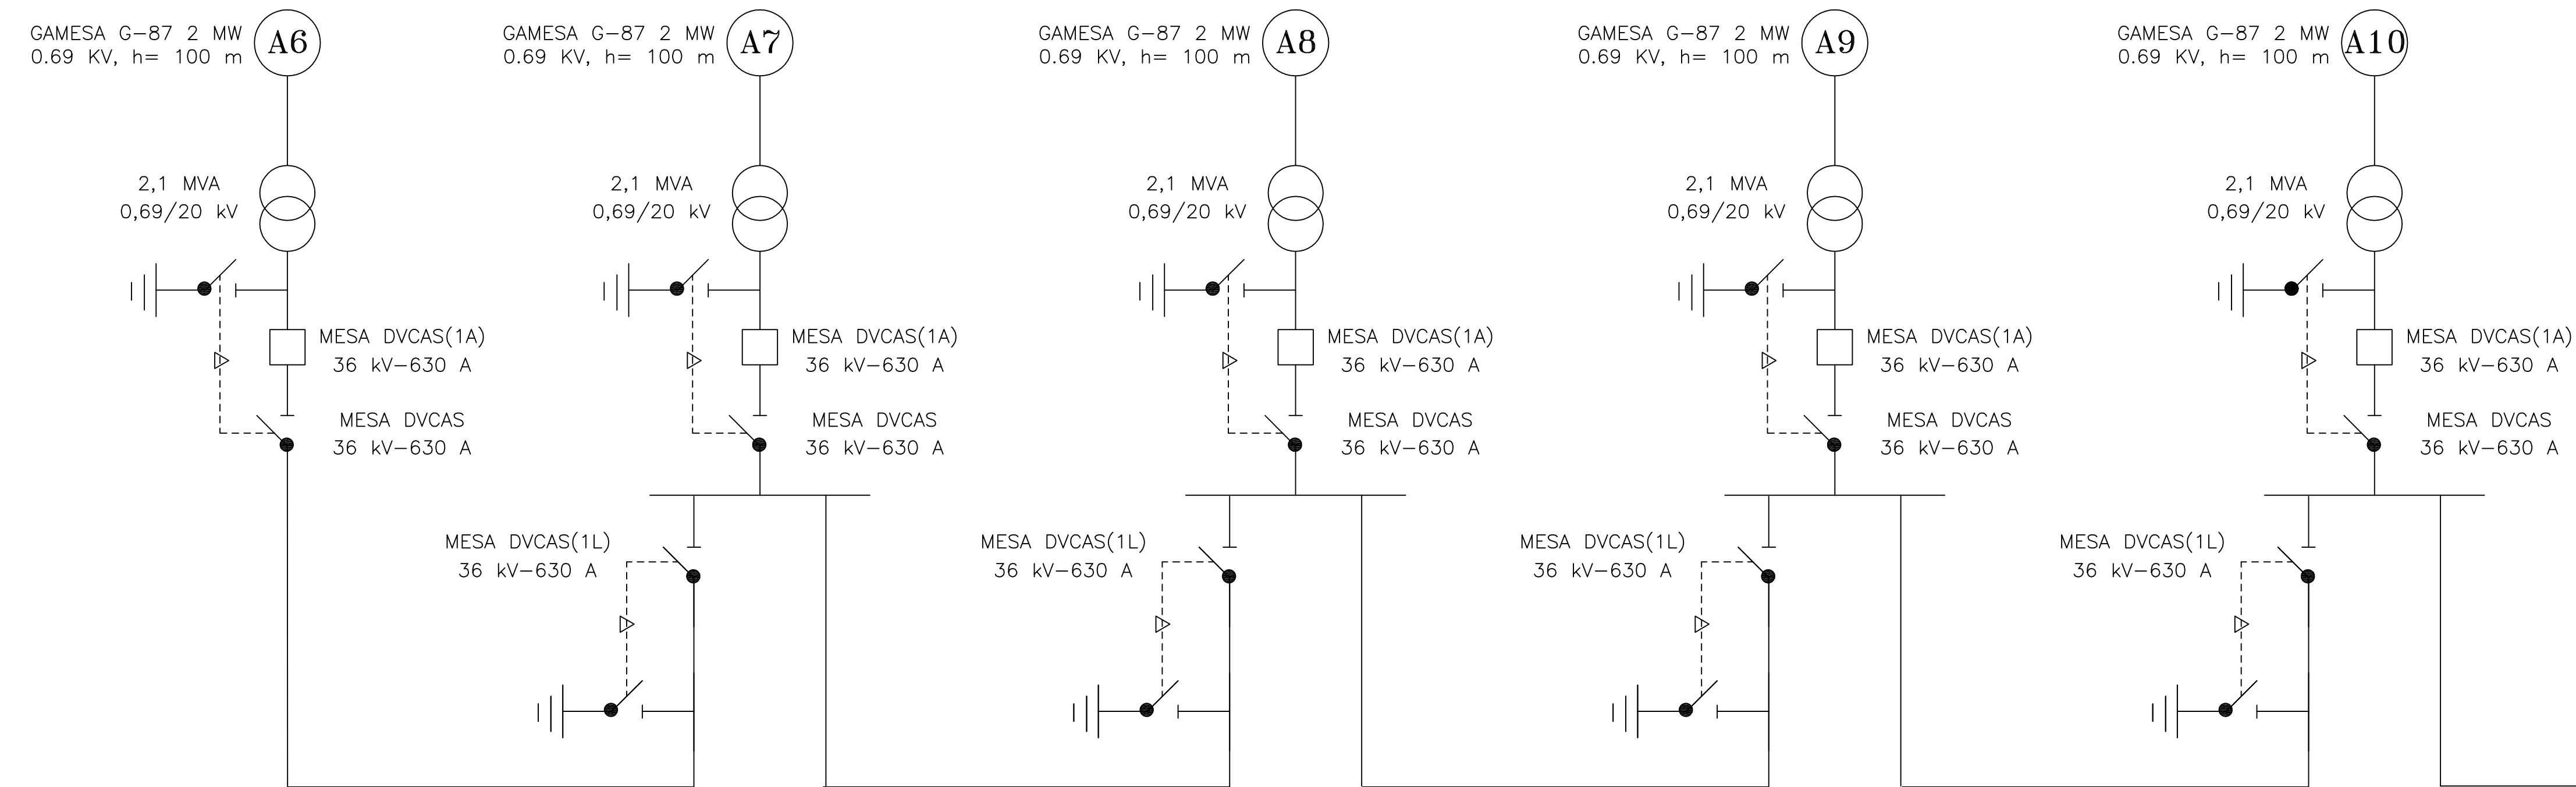 GAMESA G-87 2 MW
0.69 KV, h= 100 m
A6
GAMESA G-87 2 MW
0.69 KV, h= 100 m
A7
GAMESA G-87 2 MW
0.69 KV, h= 100 m
A8
GAMESA G-87 2 MW
0.69 KV, h= 100 m
A9
GAMESA G-87 2 MW
0.69 KV, h= 100 m
A10
2,1 MVA
0,69/20 kV
2,1 MVA
0,69/20 kV
2,1 MVA
0,69/20 kV
2,1 MVA
0,69/20 kV
2,1 MVA
0,69/20 kV
MESA DVCAS(1A)
36 kV-630 A
MESA DVCAS(1A)
36 kV-630 A
MESA DVCAS(1A)
36 kV-630 A
MESA DVCAS(1A)
36 kV-630 A
MESA DVCAS(1A)
36 kV-630 A
MESA DVCAS
36 kV-630 A
MESA DVCAS
36 kV-630 A
MESA DVCAS
36 kV-630 A
MESA DVCAS
36 kV-630 A
MESA DVCAS
36 kV-630 A
MESA DVCAS(1L)
36 kV-630 A
MESA DVCAS(1L)
36 kV-630 A
MESA DVCAS(1L)
36 kV-630 A
MESA DVCAS(1L)
36 kV-630 A